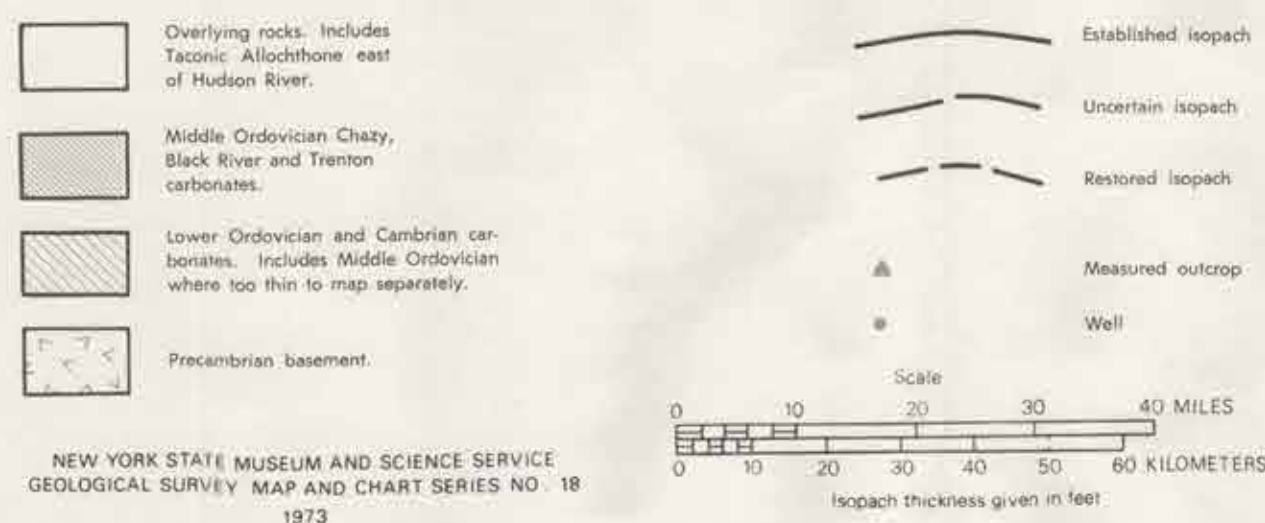 Overlying rocks. Includes
Taconic Allochthone east
of Hudson River.
Middle Ordovician Chazy,
Black River and Trenton
carbonates.
Lower Ordovician and Cambrian car-
bonates. Includes Middle Ordovician
where too thin to map separately.
Precambrian basement.
NEW YORK STATE MUSEUM AND SCIENCE SERVICE
GEOLOGICAL SURVEY MAP AND CHART SERIES NO. 18
1973
Established isopach
Uncertain isopach
Restored isopach
Measured outcrop
Well
Scale
0 10 20 30 40 MILES
0 10 20 30 40 50 60 KILOMETERS
Isopach thickness given in feet